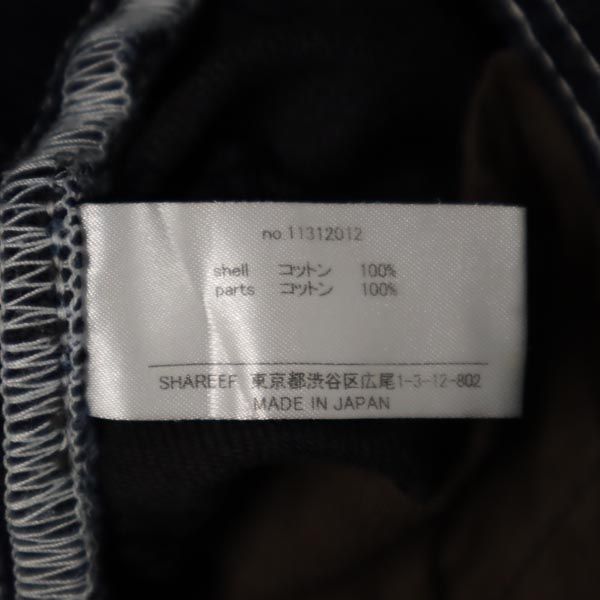 no.11312012
shell コットン 100%
parts コットン 100%
SHAREEF 東京都渋谷区広尾1-3-12-802
MADE IN JAPAN